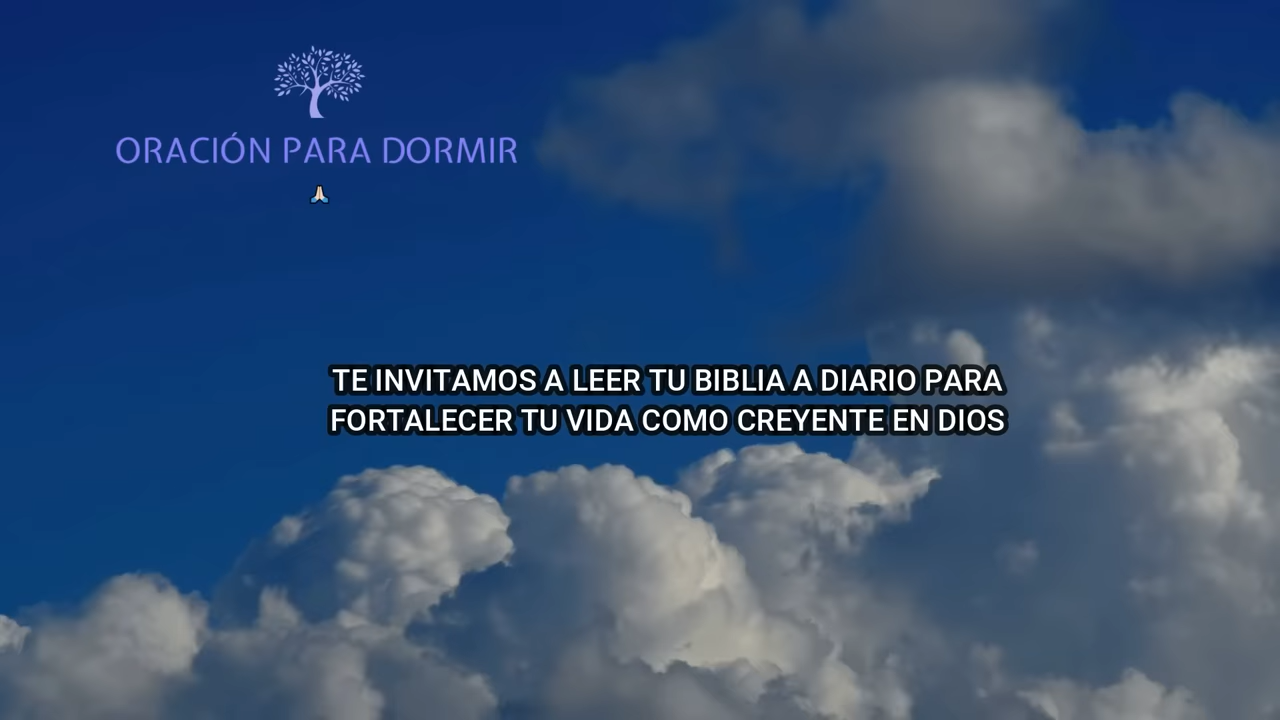 ORACIÓN PARA DORMIR
🙏🏻
TE INVITAMOS A LEER TU BIBLIA A DIARIO PARA
FORTALECER TU VIDA COMO CREYENTE EN DIOS